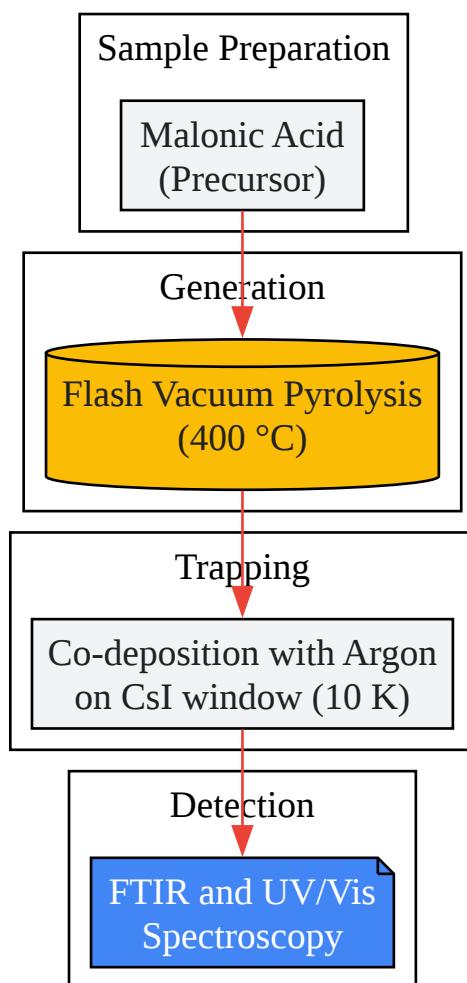 Sample Preparation
Malonic Acid
(Precursor)
Generation
Flash Vacuum Pyrolysis
(400 °C)
Trapping
Co-deposition with Argon
on CsI window (10 K)
Detection
FTIR and UV/Vis
Spectroscopy